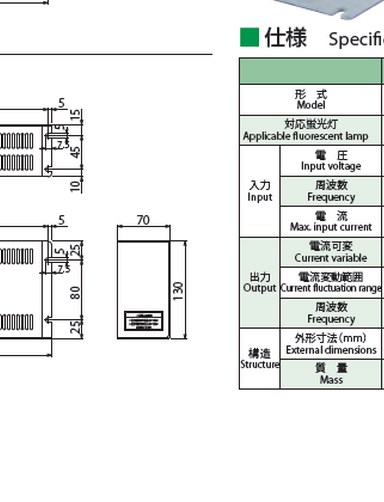 ■ 仕様 Specifi
形 式
Model
対応蛍光灯
Applicable fluorescent lamp
入力
Input
電 圧
Input voltage
周波数
Frequency
電 流
Max. input current
出力
Output
電流可変
Current variable
電流変動範囲
Current fluctuation range
周波数
Frequency
構造
Structure
外形寸法(mm)
External dimensions
質 量
Mass
5
15
5
7.5
45
10
5
25
5
7.5
80
25
70
130